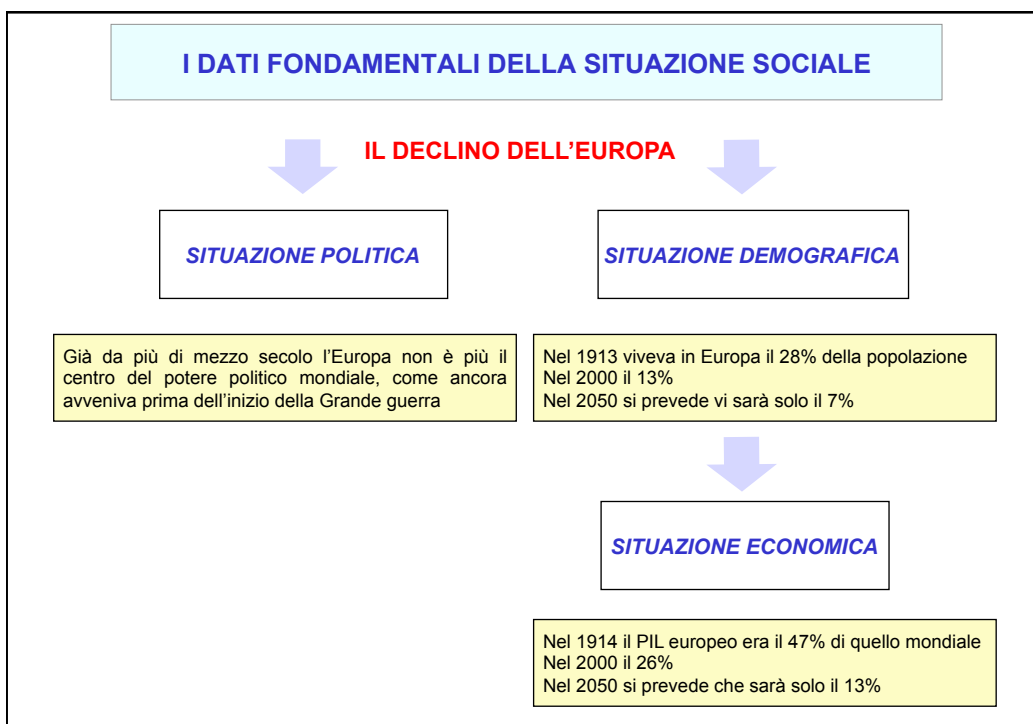 I DATI FONDAMENTALI DELLA SITUAZIONE SOCIALE
IL DECLINO DELL'EUROPA
SITUAZIONE POLITICA
SITUAZIONE DEMOGRAFICA
Già da più di mezzo secolo l'Europa non è più il
centro del potere politico mondiale, come ancora
avveniva prima dell'inizio della Grande guerra
Nel 1913 viveva in Europa il 28% della popolazione
Nel 2000 il 13%
Nel 2050 si prevede vi sarà solo il 7%
SITUAZIONE ECONOMICA
Nel 1914 il PIL europeo era il 47% di quello mondiale
Nel 2000 il 26%
Nel 2050 si prevede che sarà solo il 13%